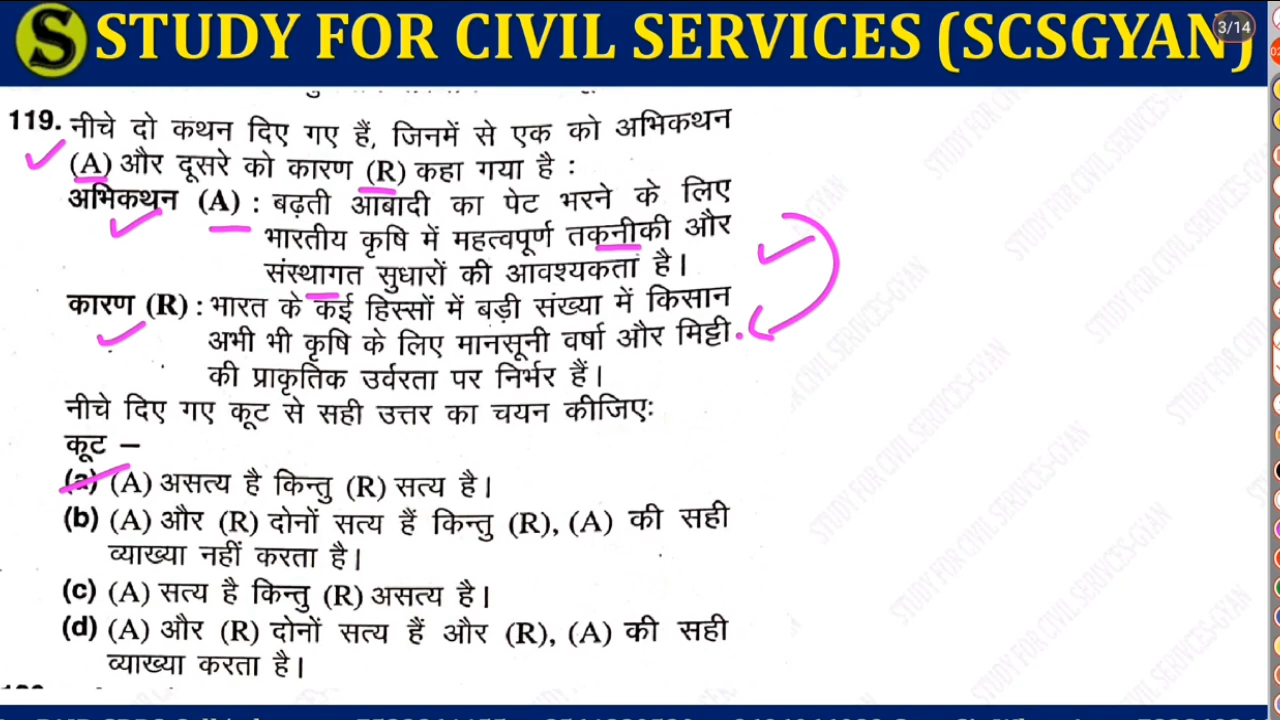 STUDY FOR CIVIL SERVICES (SCSGYAN)
3/14
119. नीचे दो कथन दिए गए हैं, जिनमें से एक को अभिकथन
(A) और दूसरे को कारण (R) कहा गया है :
अभिकथन (A) : बढ़ती आबादी का पेट भरने के लिए
भारतीय कृषि में महत्वपूर्ण तकनीकी और
संस्थागत सुधारों की आवश्यकता है।
कारण (R) : भारत के कई हिस्सों में बड़ी संख्या में किसान
अभी भी कृषि के लिए मानसूनी वर्षा और मिट्टी
की प्राकृतिक उर्वरता पर निर्भर हैं।
नीचे दिए गए कूट से सही उत्तर का चयन कीजिएः
कूट –
(a) (A) असत्य है किन्तु (R) सत्य है।
(b) (A) और (R) दोनों सत्य हैं किन्तु (R), (A) की सही
व्याख्या नहीं करता है।
(c) (A) सत्य है किन्तु (R) असत्य है।
(d) (A) और (R) दोनों सत्य हैं और (R), (A) की सही
व्याख्या करता है।